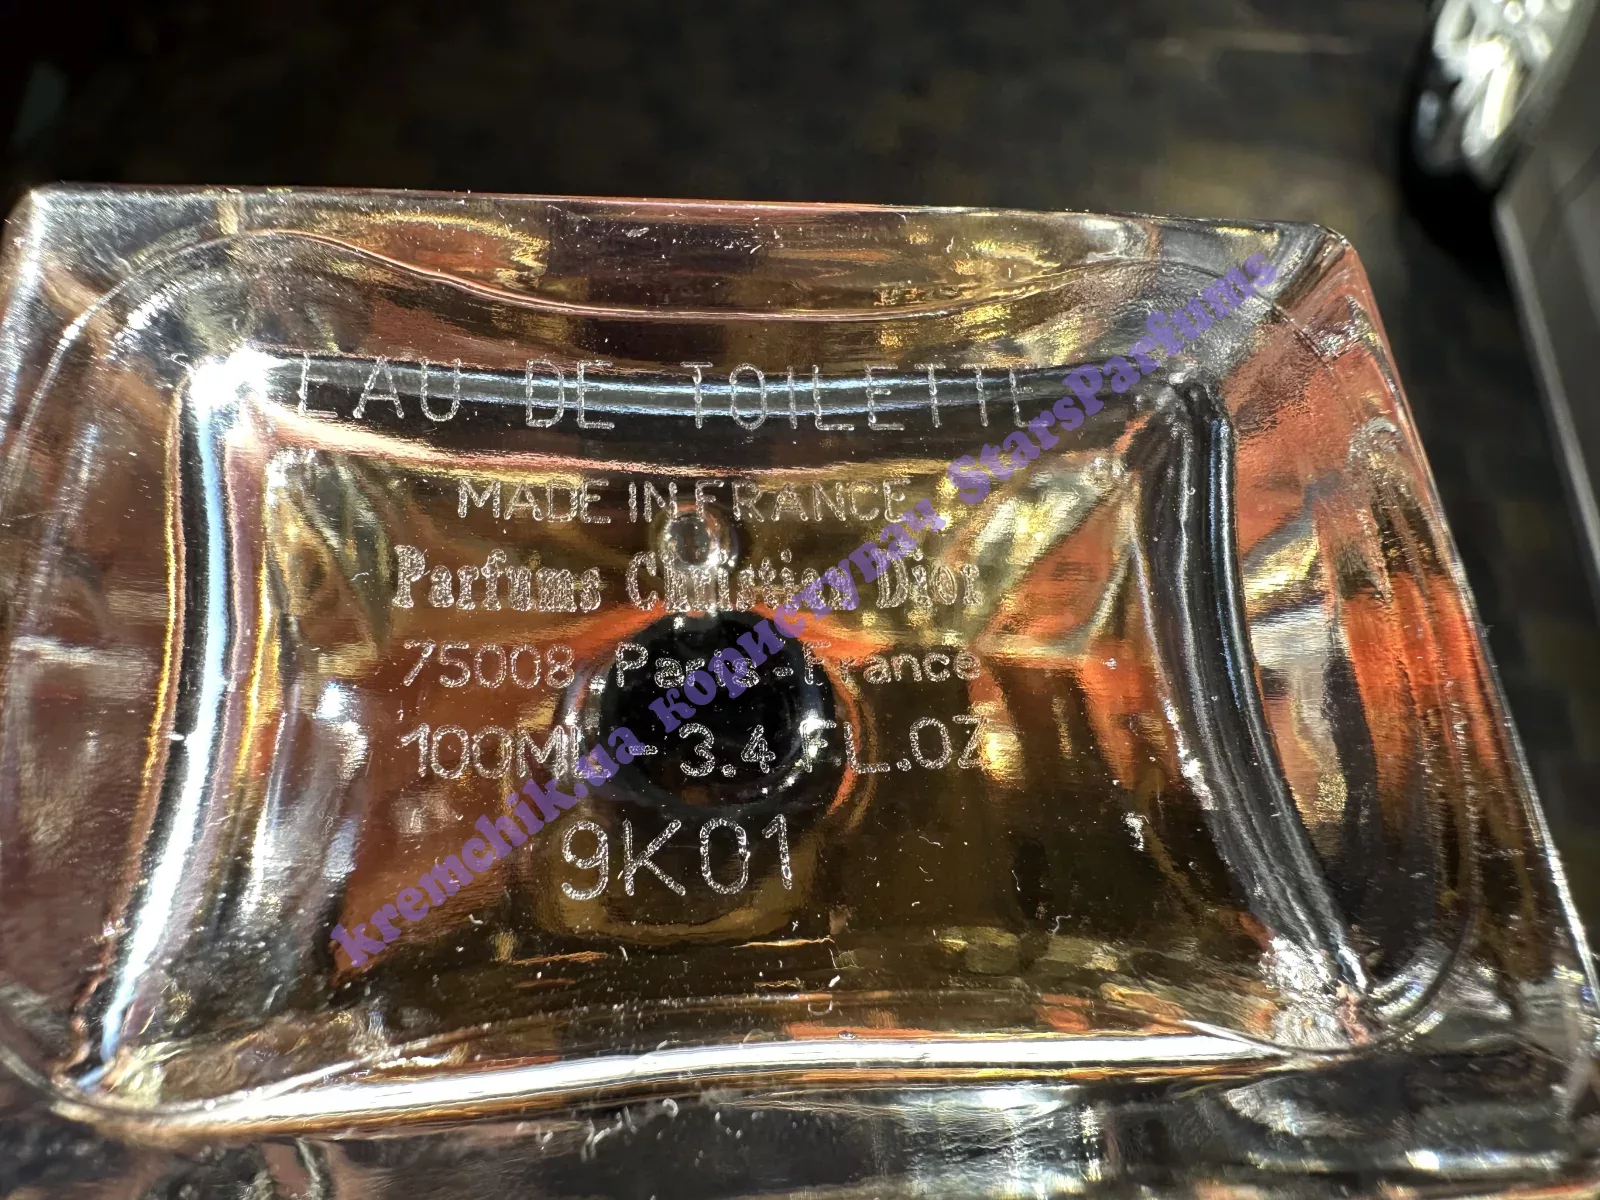 EAU DE TOILETTE
MADE IN FRANCE
Parfums Christian Dior
75008 Paris - France
100ML - 3.4 FL.OZ
9K01
kremchik.ua користувач StarsParfums